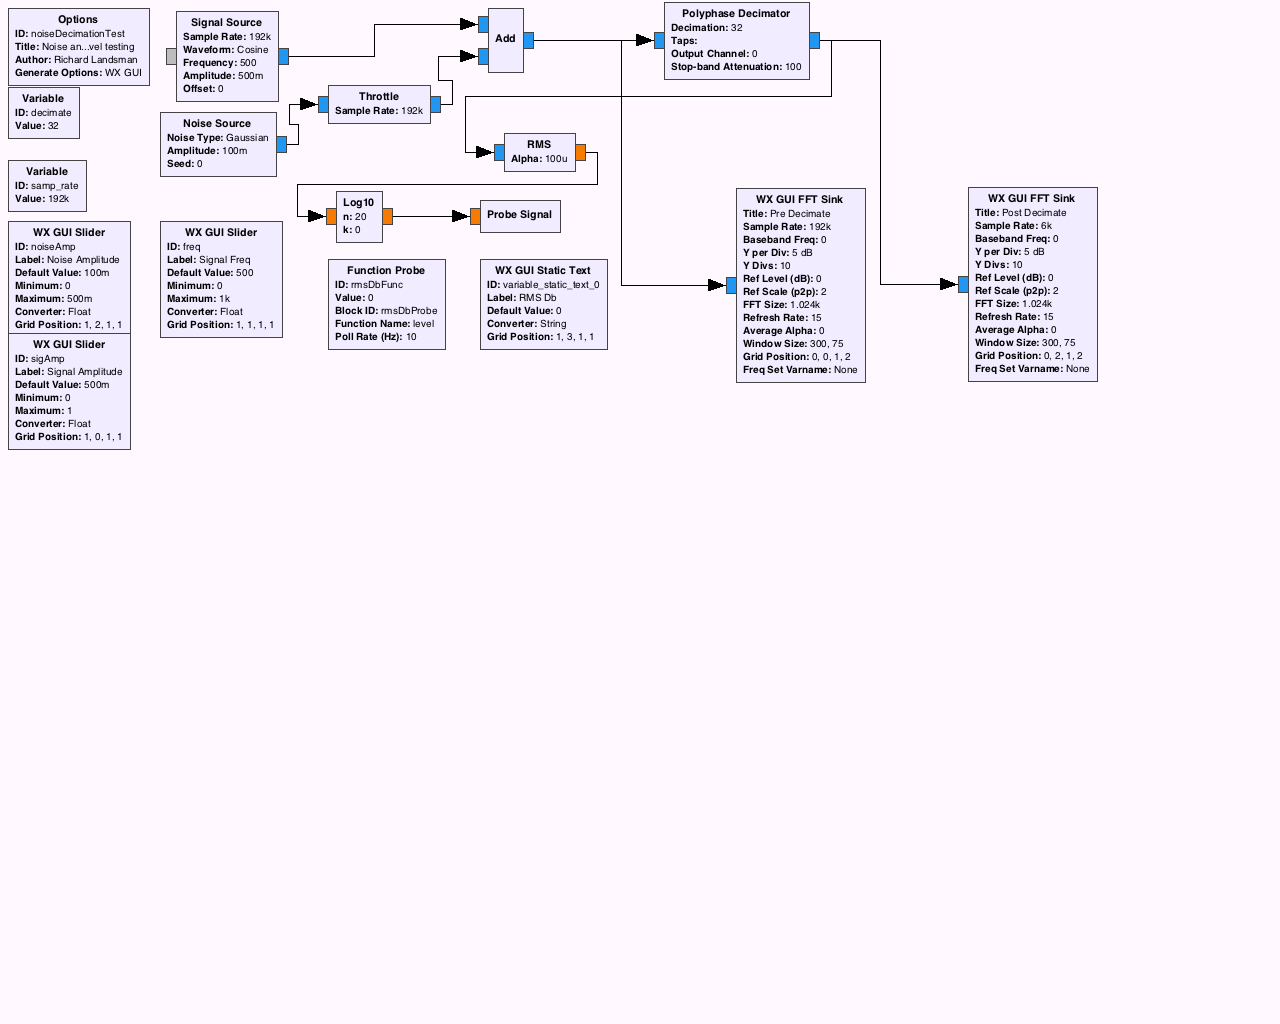 Options
ID: noiseDecimationTest
Title: Noise an...vel testing
Author: Richard Landsman
Generate Options: WX GUI
Variable
ID: decimate
Value: 32
Variable
ID: samp_rate
Value: 192k
WX GUI Slider
ID: noiseAmp
Label: Noise Amplitude
Default Value: 100m
Minimum: 0
Maximum: 500m
Converter: Float
Grid Position: 1, 2, 1, 1
WX GUI Slider
ID: sigAmp
Label: Signal Amplitude
Default Value: 500m
Minimum: 0
Maximum: 1
Converter: Float
Grid Position: 1, 0, 1, 1
Signal Source
Sample Rate: 192k
Waveform: Cosine
Frequency: 500
Amplitude: 500m
Offset: 0
Noise Source
Noise Type: Gaussian
Amplitude: 100m
Seed: 0
WX GUI Slider
ID: freq
Label: Signal Freq
Default Value: 500
Minimum: 0
Maximum: 1k
Converter: Float
Grid Position: 1, 1, 1, 1
Throttle
Sample Rate: 192k
Add
RMS
Alpha: 100u
Log10
n: 20
k: 0
Probe Signal
Function Probe
ID: rmsDbFunc
Value: 0
Block ID: rmsDbProbe
Function Name: level
Poll Rate (Hz): 10
WX GUI Static Text
ID: variable_static_text_0
Label: RMS Db
Default Value: 0
Converter: String
Grid Position: 1, 3, 1, 1
Polyphase Decimator
Decimation: 32
Taps:
Output Channel: 0
Stop-band Attenuation: 100
WX GUI FFT Sink
Title: Pre Decimate
Sample Rate: 192k
Baseband Freq: 0
Y per Div: 5 dB
Y Divs: 10
Ref Level (dB): 0
Ref Scale (p2p): 2
FFT Size: 1.024k
Refresh Rate: 15
Average Alpha: 0
Window Size: 300, 75
Grid Position: 0, 0, 1, 2
Freq Set Varname: None
WX GUI FFT Sink
Title: Post Decimate
Sample Rate: 6k
Baseband Freq: 0
Y per Div: 5 dB
Y Divs: 10
Ref Level (dB): 0
Ref Scale (p2p): 2
FFT Size: 1.024k
Refresh Rate: 15
Average Alpha: 0
Window Size: 300, 75
Grid Position: 0, 2, 1, 2
Freq Set Varname: None